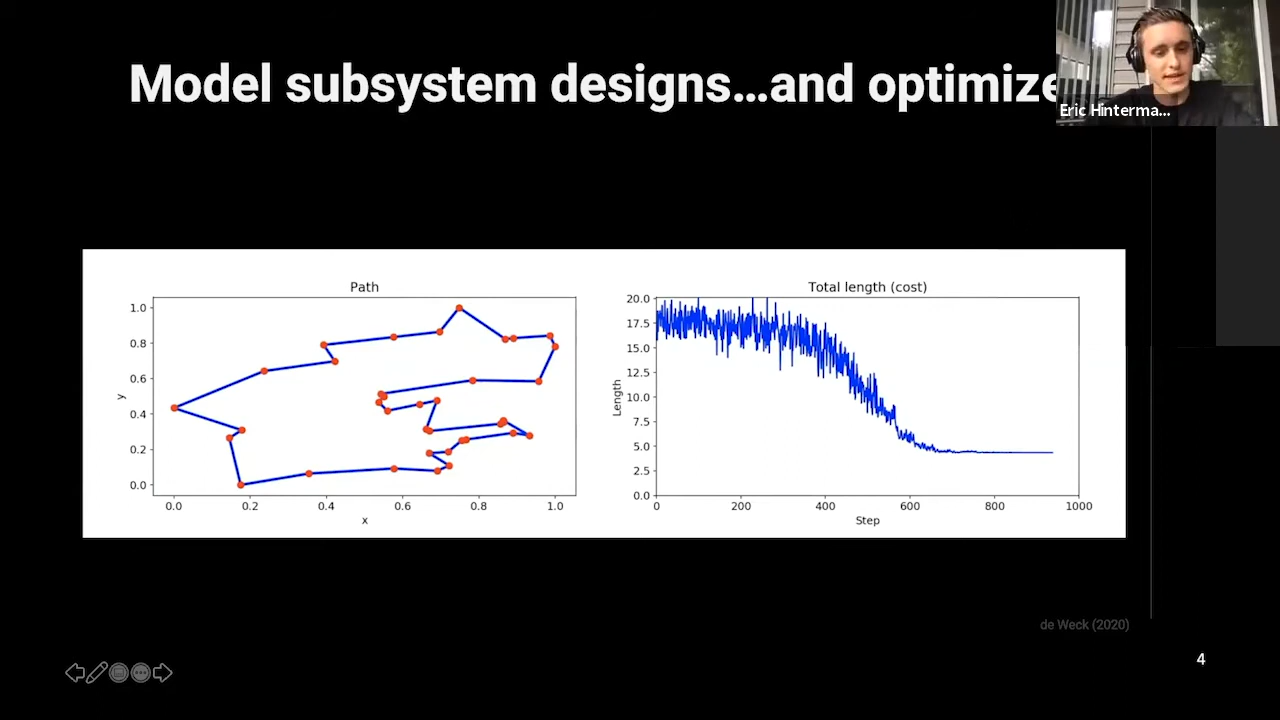 Model subsystem designs...and optimize
Eric Hinterma...
Path
1.0
0.8
0.6
0.4
0.2
0.0
y
0.0 0.2 0.4 0.6 0.8 1.0
x
Total length (cost)
20.0
17.5
15.0
12.5
10.0
7.5
5.0
2.5
0.0
Length
0 200 400 600 800 1000
Step
de Weck (2020)
4